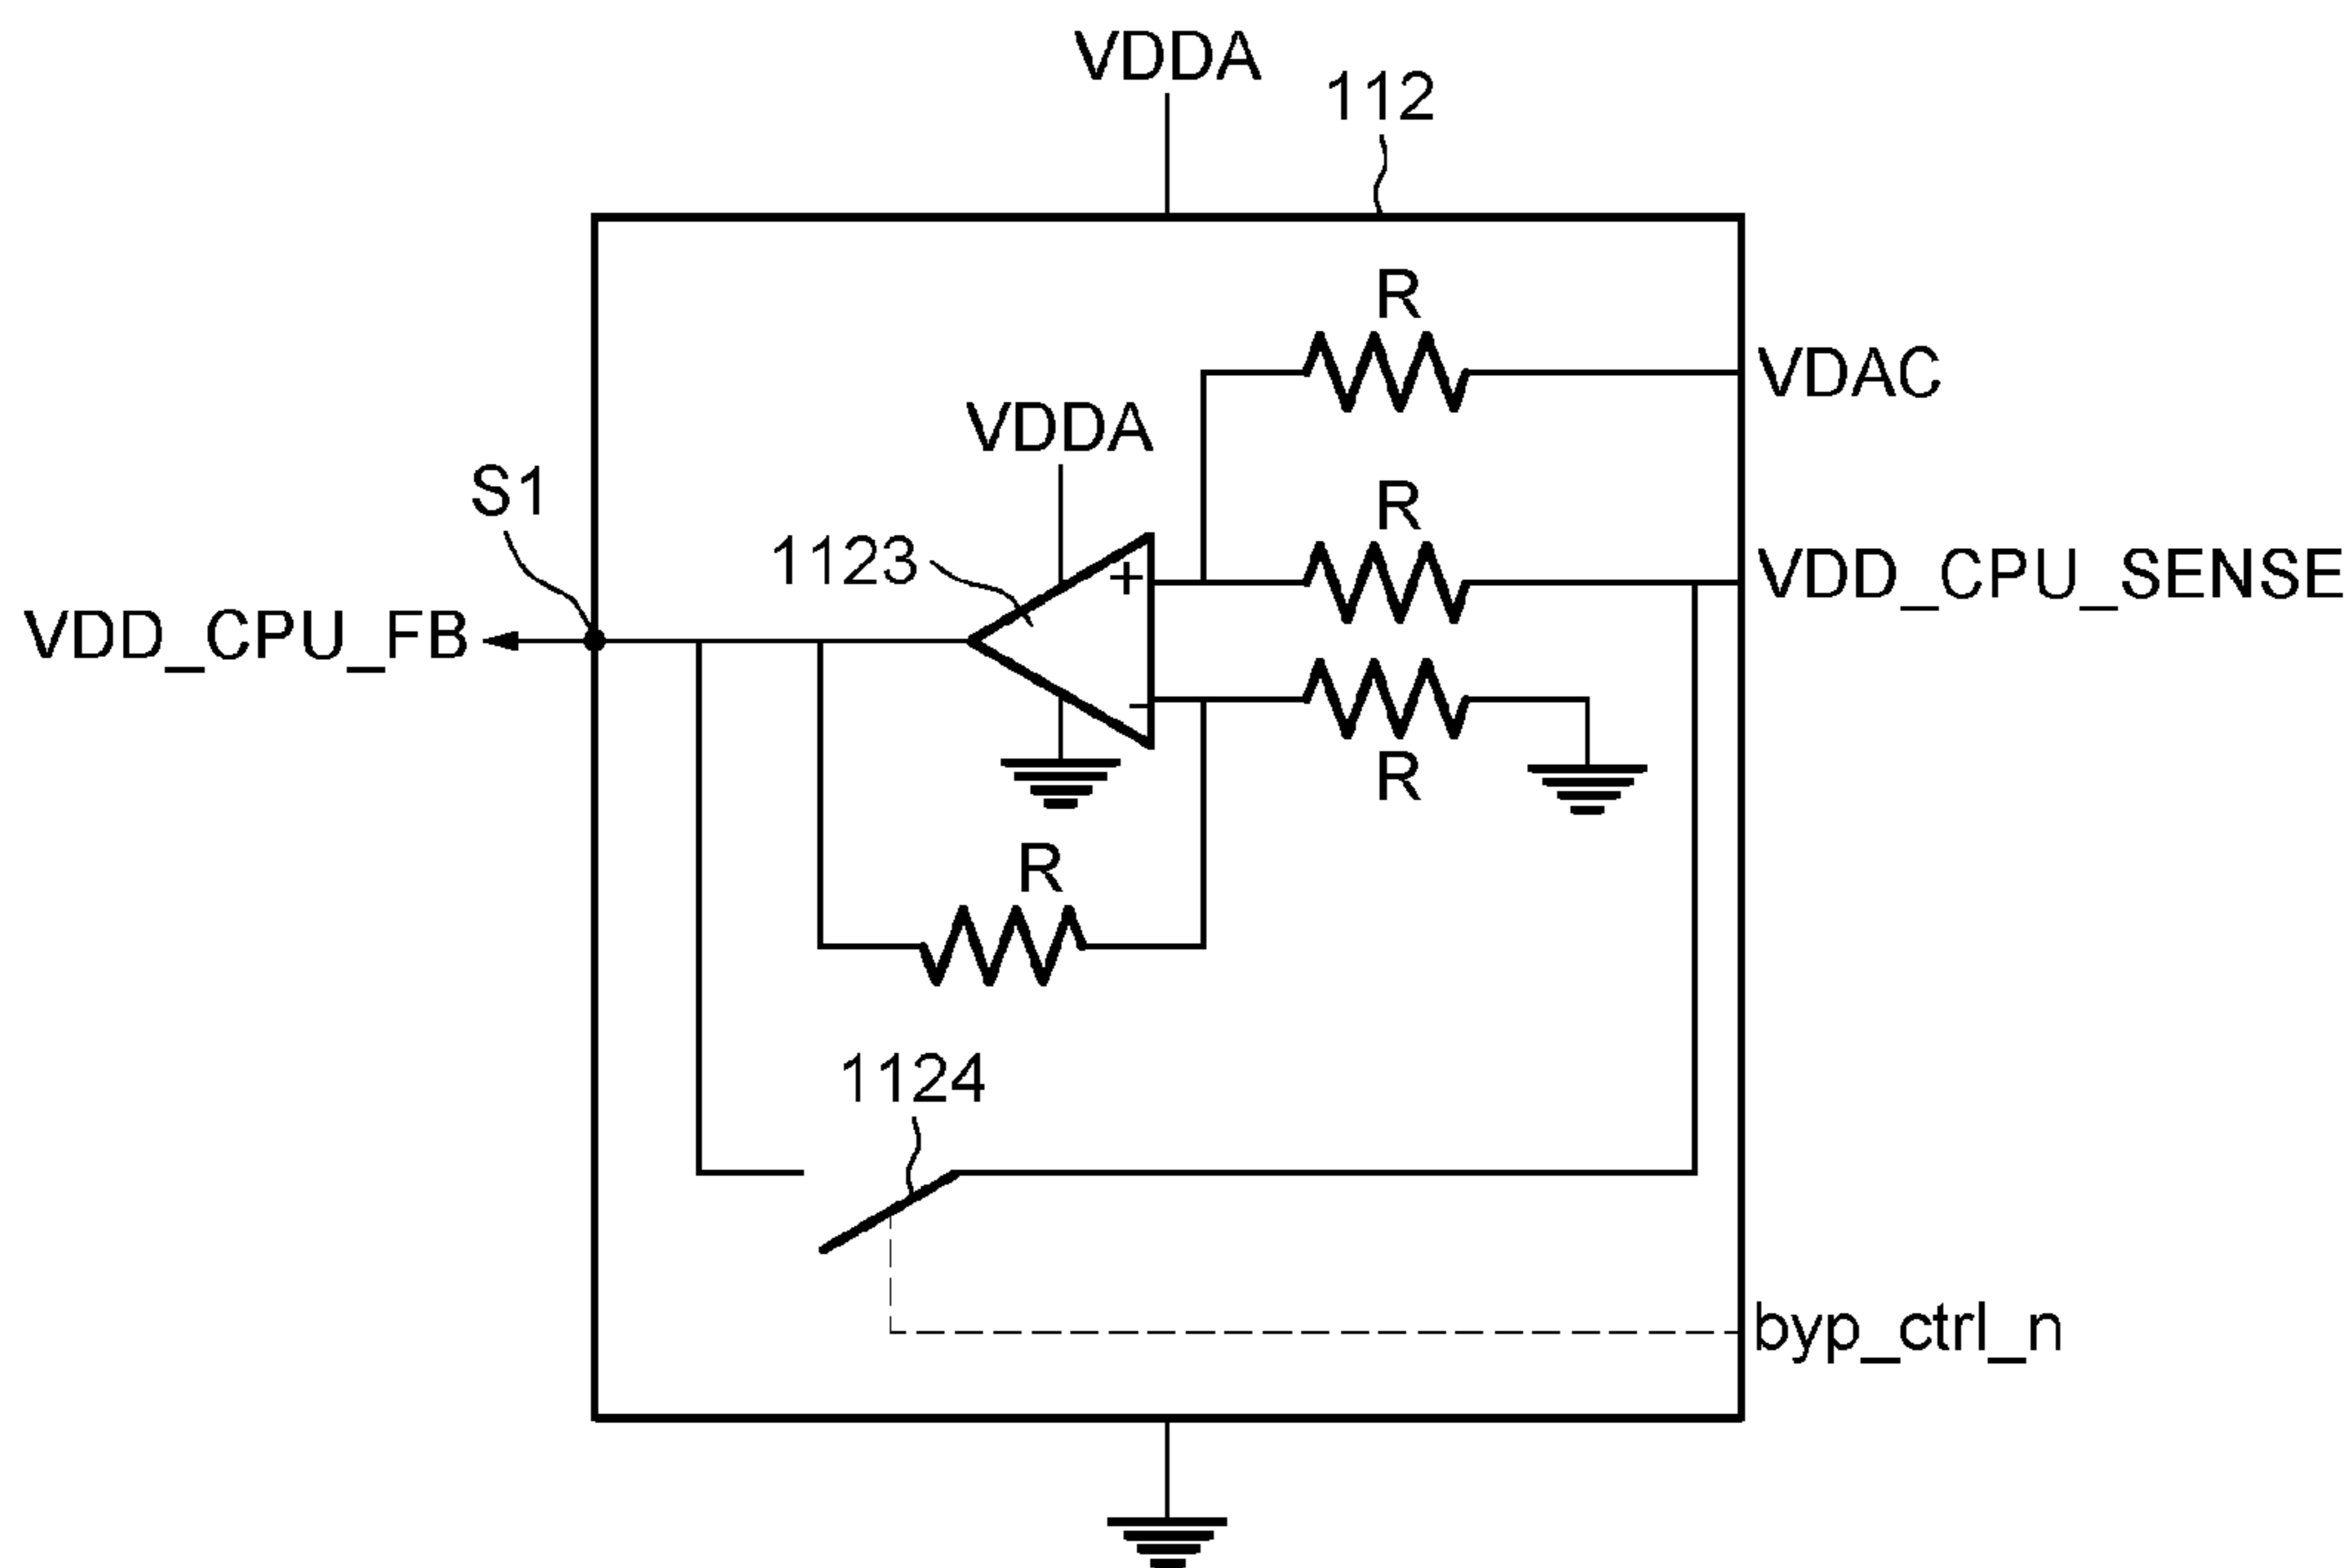 VDDA
112
R
VDAC
VDDA
S1
R
1123
+
VDD_CPU_SENSE
VDD_CPU_FB
-
R
R
1124
byp_ctrl_n